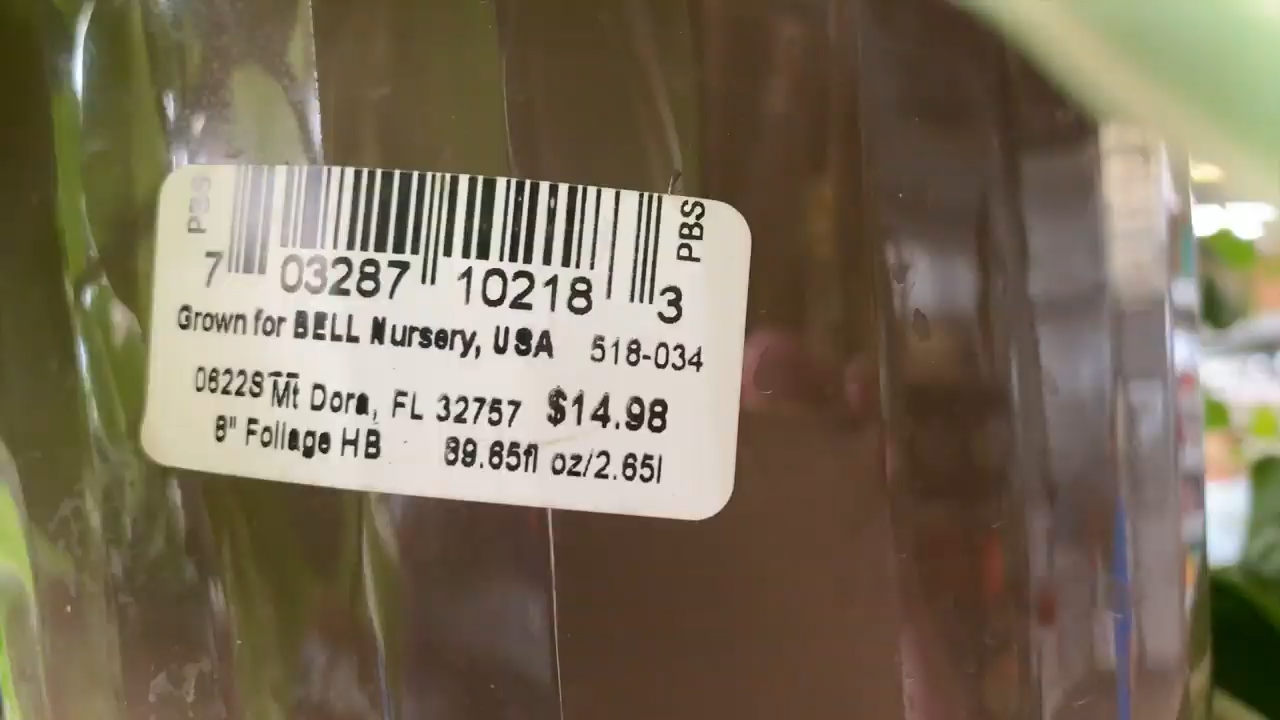 PBS PBS
7 03287 10218 3
Grown for BELL Nursery, USA 518-034
0622S Mt Dora, FL 32757 $14.98
8" Foliage HB 89.65fl oz/2.65l